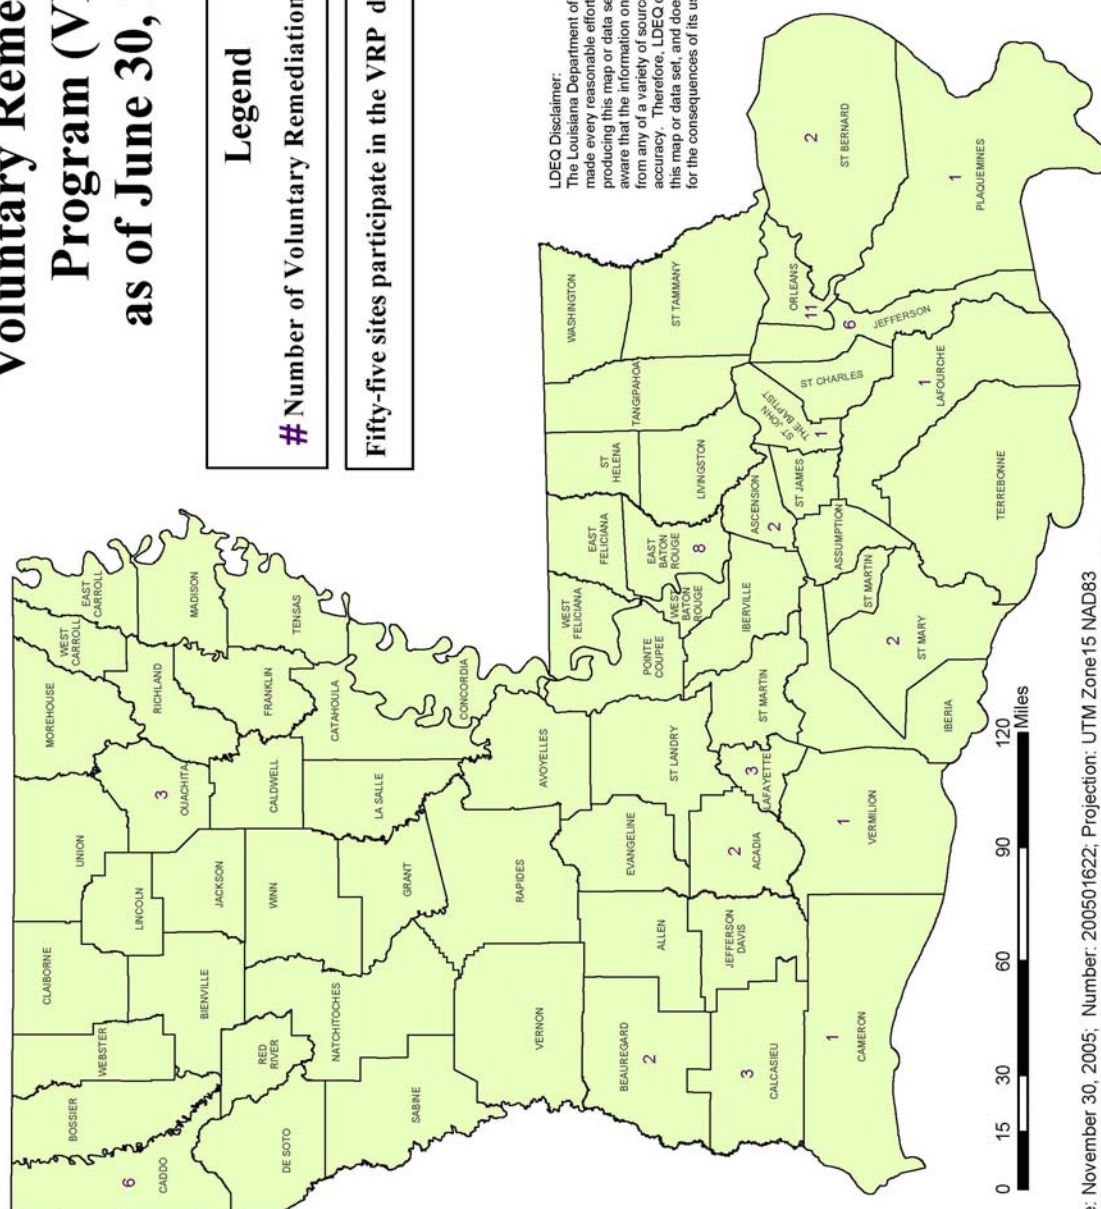 Voluntary Reme
Program (V
as of June 30,
Legend
# Number of Voluntary Remediation
Fifty-five sites participate in the VRP d
LDEQ Disclaimer:
The Louisiana Department of
made every reasonable effort
producing this map or data se
aware that the information on
from any of a variety of source
accuracy. Therefore, LDEQ
this map or data set, and doe
for the consequences of its us
CADDO
6
BOSSIER
WEBSTER
CLAIBORNE
LINCOLN
UNION
MOREHOUSE
WEST
CARROLL
EAST
CARROLL
DE SOTO
RED
RIVER
BIENVILLE
JACKSON
OUACHITA
3
RICHLAND
MADISON
SABINE
NATCHITOCHES
WINN
CALDWELL
FRANKLIN
TENSAS
GRANT
LA SALLE
CATAHOULA
CONCORDIA
VERNON
RAPIDES
AVOYELLES
BEAUREGARD
2
ALLEN
EVANGELINE
ST LANDRY
POINTE
COUPEE
WEST
FELICIANA
EAST
FELICIANA
ST
HELENA
TANGIPAHOA
WASHINGTON
3
CALCASIEU
JEFFERSON
DAVIS
2
ACADIA
3
LAFAYETTE
ST MARTIN
IBERVILLE
WEST
BATON
ROUGE
EAST
BATON
ROUGE
8
LIVINGSTON
ST TAMMANY
1
CAMERON
1
VERMILION
IBERIA
2
ST MARY
ST MARTIN
ASSUMPTION
ASCENSION
2
ST JAMES
ST JOHN
THE BAPTIST
1
ST CHARLES
ORLEANS
11
6
JEFFERSON
2
ST BERNARD
TERREBONNE
1
LAFOURCHE
1
PLAQUEMINES
0 15 30 60 90 120
Miles
e: November 30, 2005; Number: 200501622; Projection: UTM Zone15 NAD83